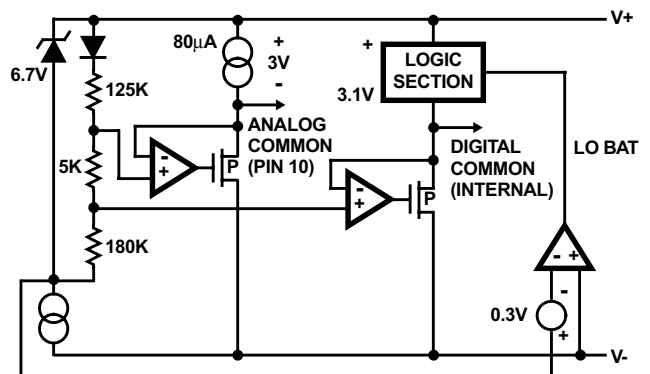 V+
80µA
+
3V
-
6.7V
125K
+
3.1V
LOGIC
SECTION
ANALOG
COMMON
(PIN 10)
-
+
P
5K
DIGITAL
COMMON
(INTERNAL)
LO BAT
-
+
P
180K
- +
0.3V
-
+
V-